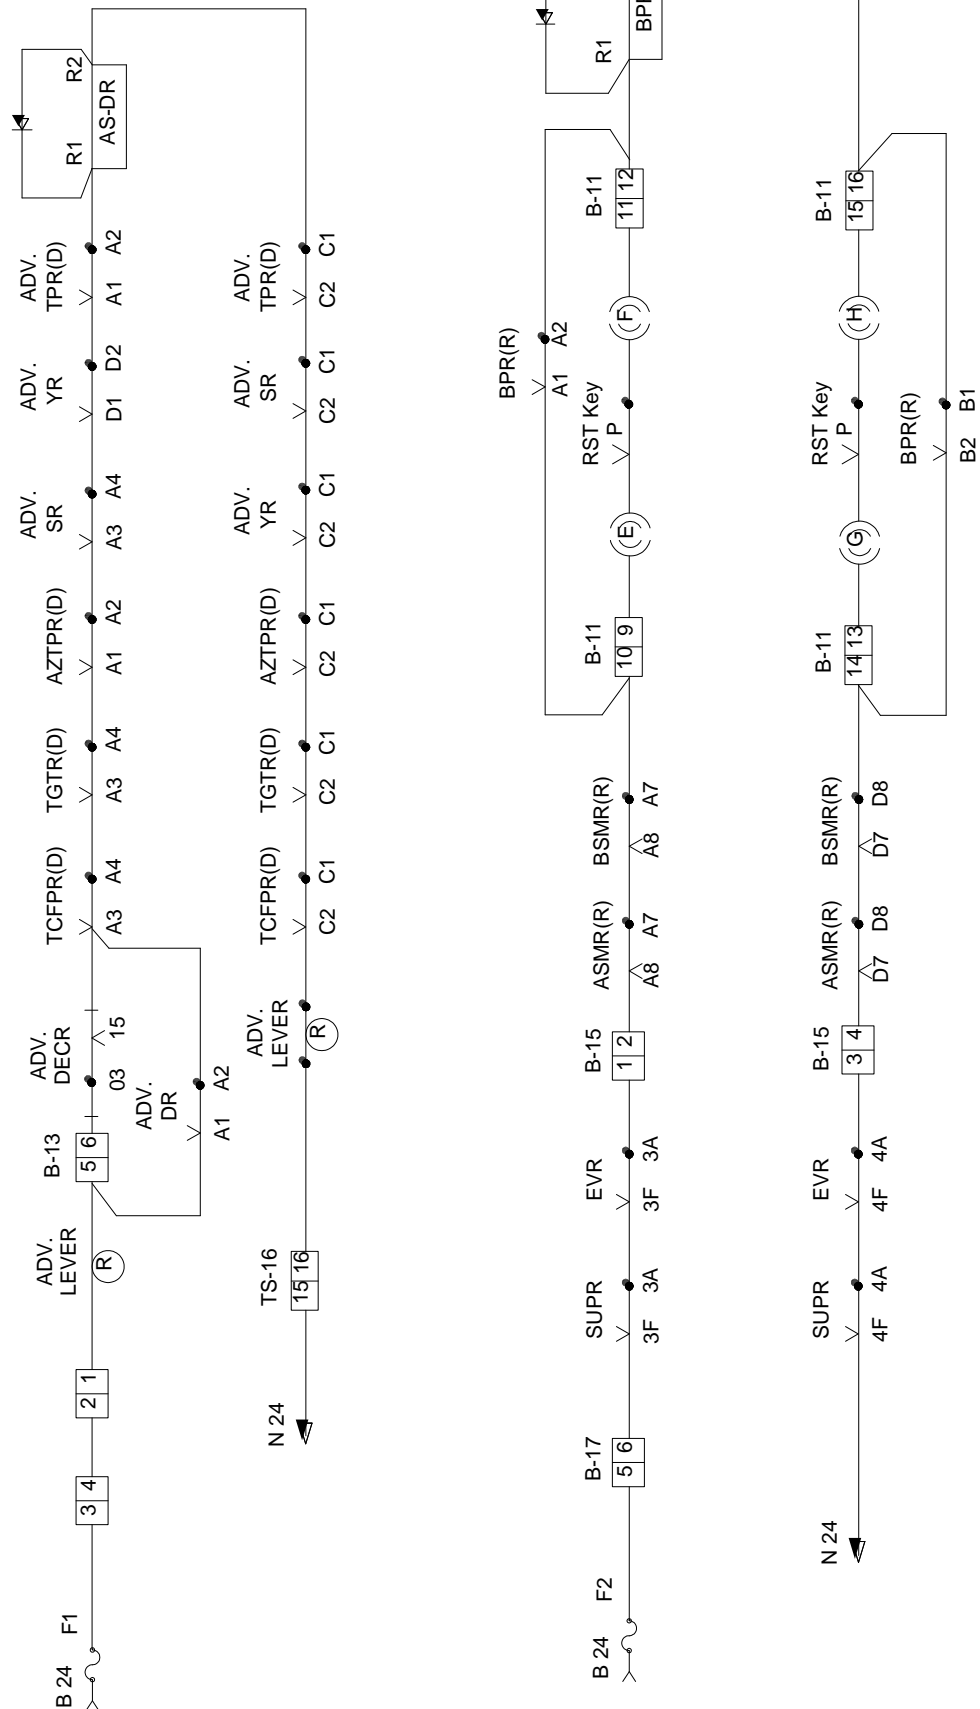 B 24
F1
3 4
2 1
ADV.
LEVER
R
B-13
5 6
ADV.
DECR
03 15
ADV.
DR
A1 A2
TCFPR(D)
A3 A4
TGTR(D)
A3 A4
AZTPR(D)
A1 A2
ADV.
SR
A3 A4
ADV.
YR
D1 D2
ADV.
TPR(D)
A1 A2
R1 R2
AS-DR
N 24
TS-16
15 16
ADV.
LEVER
R
TCFPR(D)
C2 C1
TGTR(D)
C2 C1
AZTPR(D)
C2 C1
ADV.
YR
C2 C1
ADV.
SR
C2 C1
ADV.
TPR(D)
C2 C1
B 24
F2
B-17
5 6
SUPR
3F 3A
EVR
3F 3A
B-15
1 2
ASMR(R)
A8 A7
BSMR(R)
A8 A7
B-11
10 9
E
RST Key
P
F
BPR(R)
A1 A2
B-11
11 12
R1
N 24
SUPR
4F 4A
EVR
4F 4A
B-15
3 4
ASMR(R)
D7 D8
BSMR(R)
D7 D8
B-11
14 13
G
RST Key
P
H
BPR(R)
B2 B1
B-11
15 16